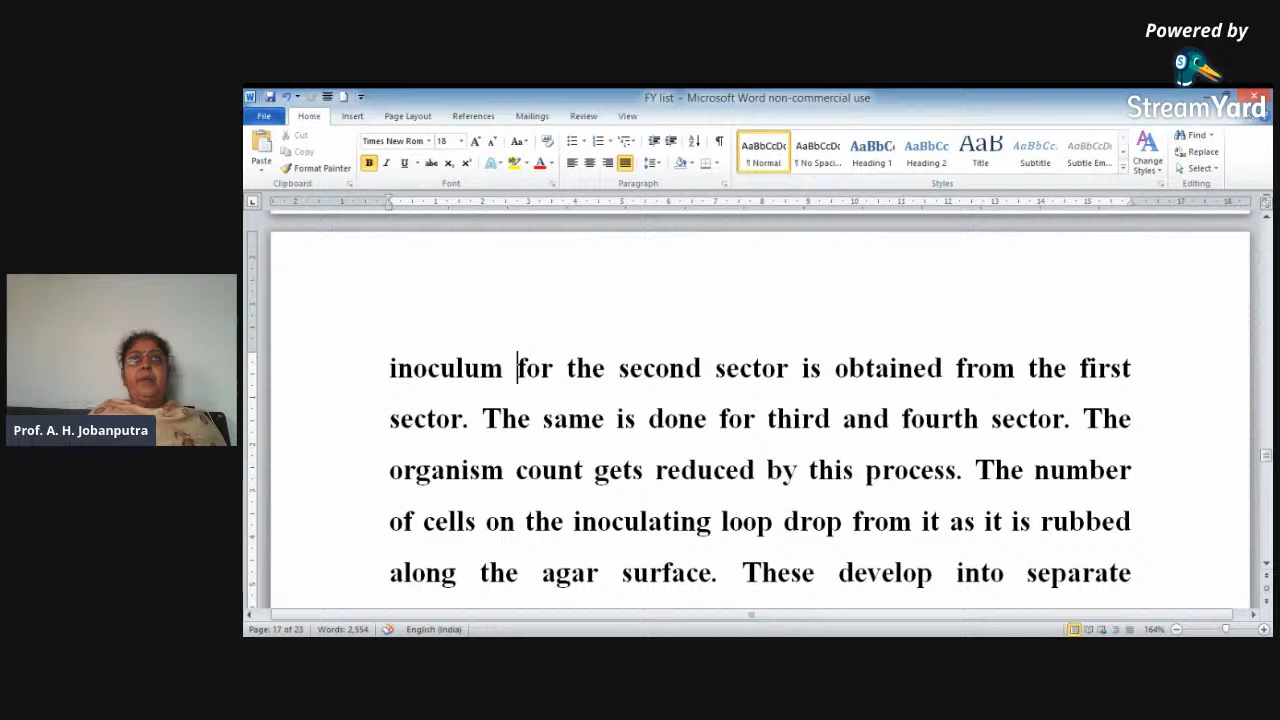 Powered by
StreamYard
FY list - Microsoft Word non-commercial use
File Home Insert Page Layout References Mailings Review View
Cut
Copy
Format Painter
Paste
Times New Rom 18
AaBbCcDc AaBbCcDc AaBbC AaBbCc AaB AaBbCc. AaBbCcDc
¶ Normal ¶ No Spaci... Heading 1 Heading 2 Title Subtitle Subtle Em...
Change Styles
Find
Replace
Select
Clipboard Font Paragraph Styles Editing
inoculum for the second sector is obtained from the first
sector. The same is done for third and fourth sector. The
organism count gets reduced by this process. The number
of cells on the inoculating loop drop from it as it is rubbed
along the agar surface. These develop into separate
Prof. A. H. Jobanputra
Page: 17 of 23 Words: 2,554 English (India) 164%